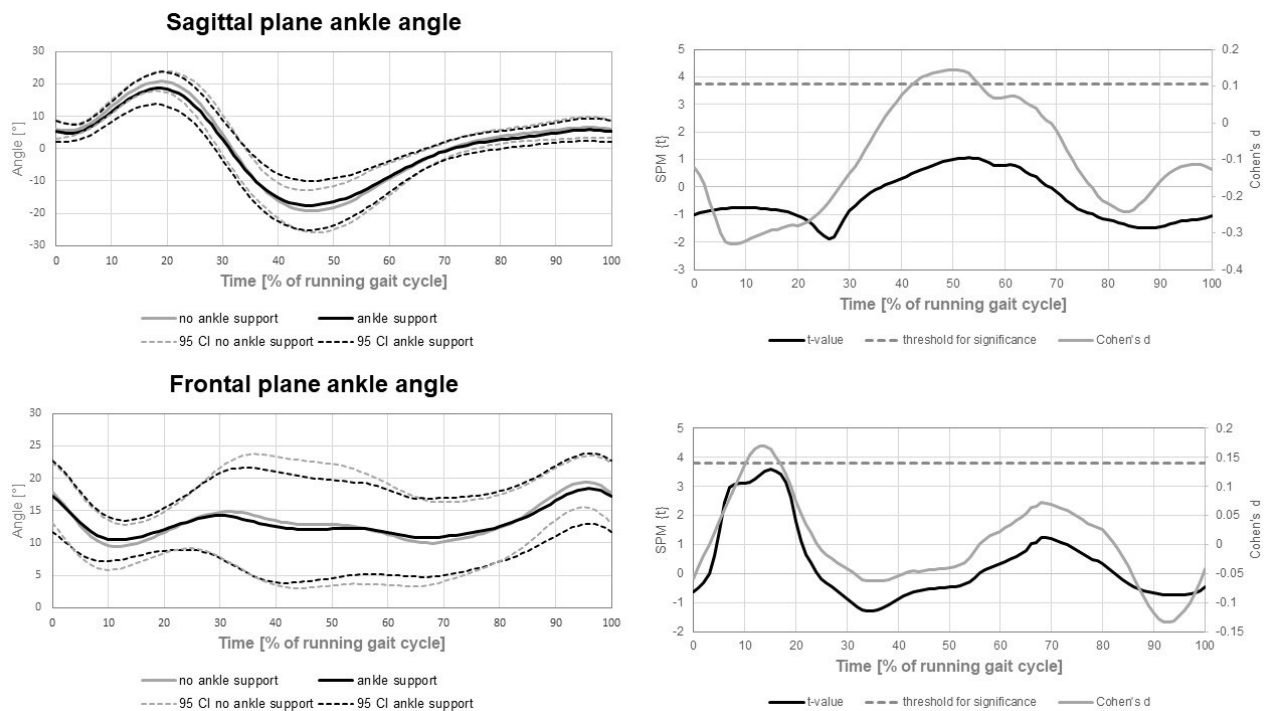 Sagittal plane ankle angle
30
20
10
0
-10
-20
-30
Angle [°]
0 10 20 30 40 50 60 70 80 90 100
Time [% of running gait cycle]
no ankle support ankle support
95 CI no ankle support 95 CI ankle support
5
4
3
2
1
0
-1
-2
-3
SPM {t}
0.2
0.1
0
-0.1
-0.2
-0.3
-0.4
Cohen's d
0 10 20 30 40 50 60 70 80 90 100
Time [% of running gait cycle]
t-value threshold for significance Cohen's d
Frontal plane ankle angle
30
25
20
15
10
5
0
Angle [°]
0 10 20 30 40 50 60 70 80 90 100
Time [% of running gait cycle]
no ankle support ankle support
95 CI no ankle support 95 CI ankle support
5
4
3
2
1
0
-1
-2
SPM {t}
0.2
0.15
0.1
0.05
0
-0.05
-0.1
-0.15
Cohen's d
0 10 20 30 40 50 60 70 80 90 100
Time [% of running gait cycle]
t-value threshold for significance Cohen's d